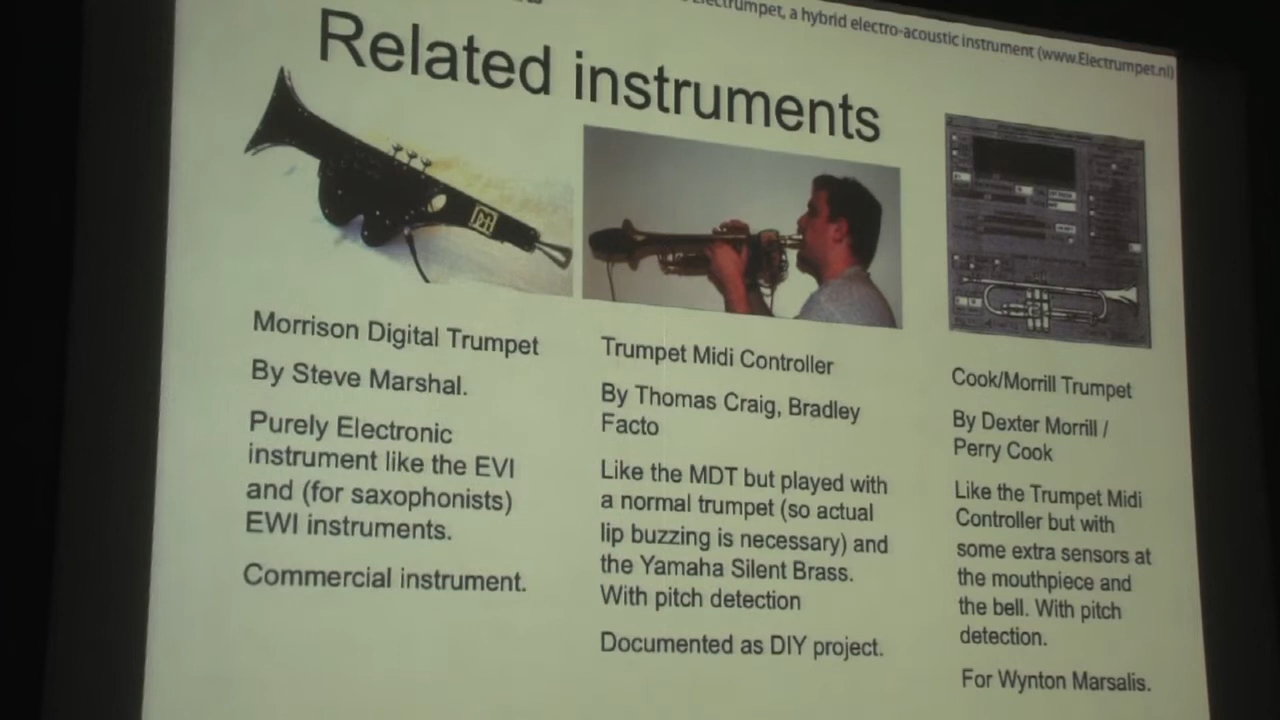 Electrumpet, a hybrid electro-acoustic instrument (www.Electrumpet.nl)
Related instruments
Morrison Digital Trumpet
By Steve Marshal.
Purely Electronic
instrument like the EVI
and (for saxophonists)
EWI instruments.
Commercial instrument.
Trumpet Midi Controller
By Thomas Craig, Bradley
Facto
Like the MDT but played with
a normal trumpet (so actual
lip buzzing is necessary) and
the Yamaha Silent Brass.
With pitch detection
Documented as DIY project.
Cook/Morrill Trumpet
By Dexter Morrill /
Perry Cook
Like the Trumpet Midi
Controller but with
some extra sensors at
the mouthpiece and
the bell. With pitch
detection.
For Wynton Marsalis.